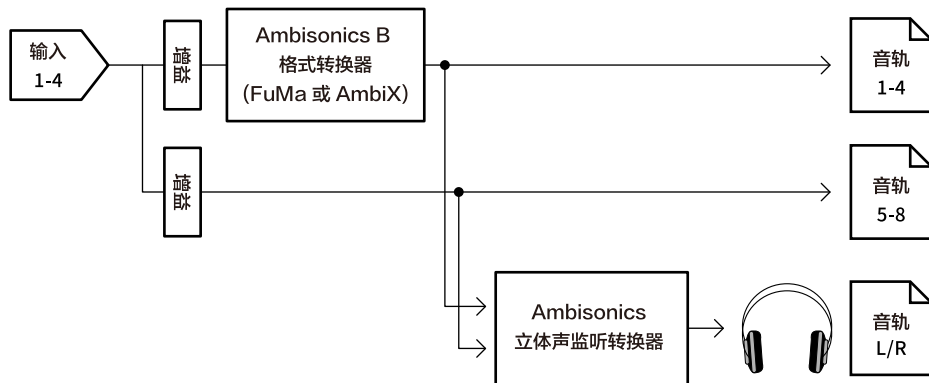 输入
1-4
增益
Ambisonics B
格式转换器
(FuMa 或 AmbiX)
音轨
1-4
增益
音轨
5-8
Ambisonics
立体声监听转换器
音轨
L/R